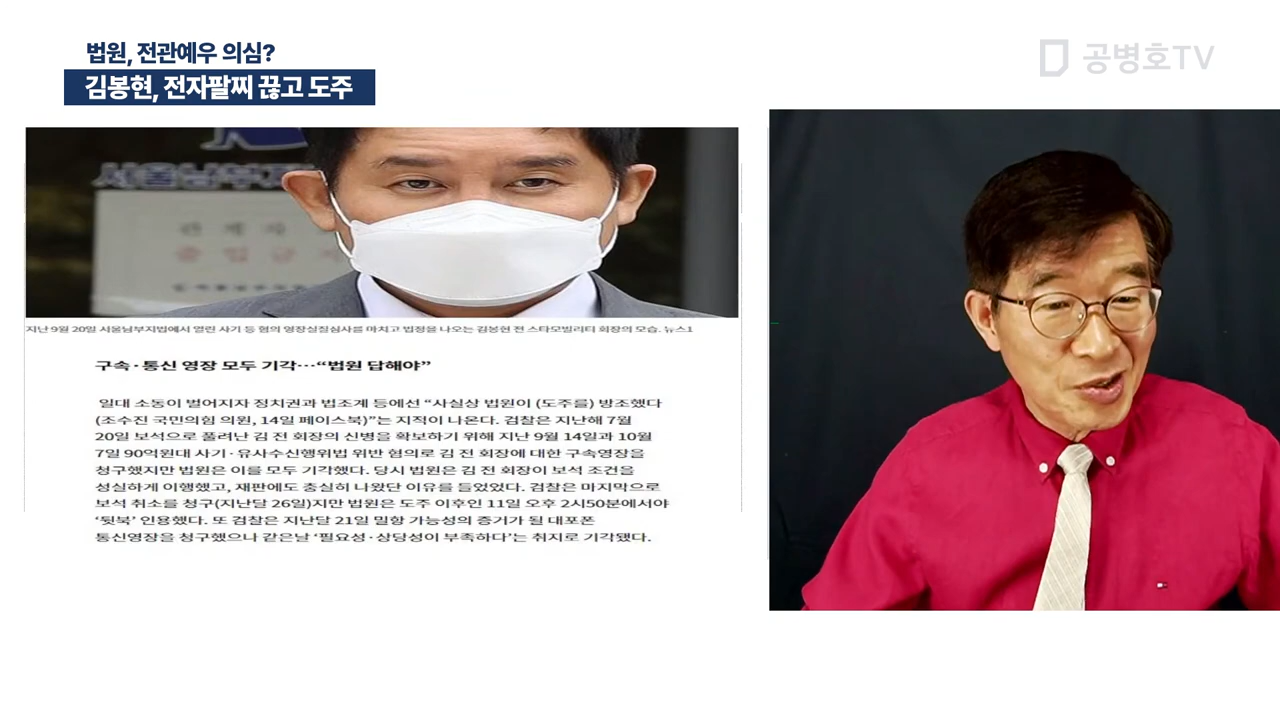 법원, 전관예우 의심?
김봉현, 전자팔찌 끊고 도주
공병호TV
서울남부지
관계자
출입금지
지난 9월 20일 서울남부지법에서 열린 사기 등 혐의 영장실질심사를 마치고 법정을 나오는 김봉현 전 스타모빌리티 회장의 모습. 뉴스1
구속·통신 영장 모두 기각…“법원 답해야”
일대 소동이 벌어지자 정치권과 법조계 등에선 “사실상 법원이 (도주를) 방조했다
(조수진 국민의힘 의원, 14일 페이스북)”는 지적이 나온다. 검찰은 지난해 7월
20일 보석으로 풀려난 김 전 회장의 신병을 확보하기 위해 지난 9월 14일과 10월
7일 90억원대 사기·유사수신행위법 위반 혐의로 김 전 회장에 대한 구속영장을
청구했지만 법원은 이를 모두 기각했다. 당시 법원은 김 전 회장이 보석 조건을
성실하게 이행했고, 재판에도 충실히 나왔단 이유를 들었었다. 검찰은 마지막으로
보석 취소를 청구(지난달 26일)지만 법원은 도주 이후인 11일 오후 2시50분에서야
‘뒷북’ 인용했다. 또 검찰은 지난달 21일 밀항 가능성의 증거가 될 대포폰
통신영장을 청구했으나 같은날 ‘필요성·상당성이 부족하다’는 취지로 기각됐다.